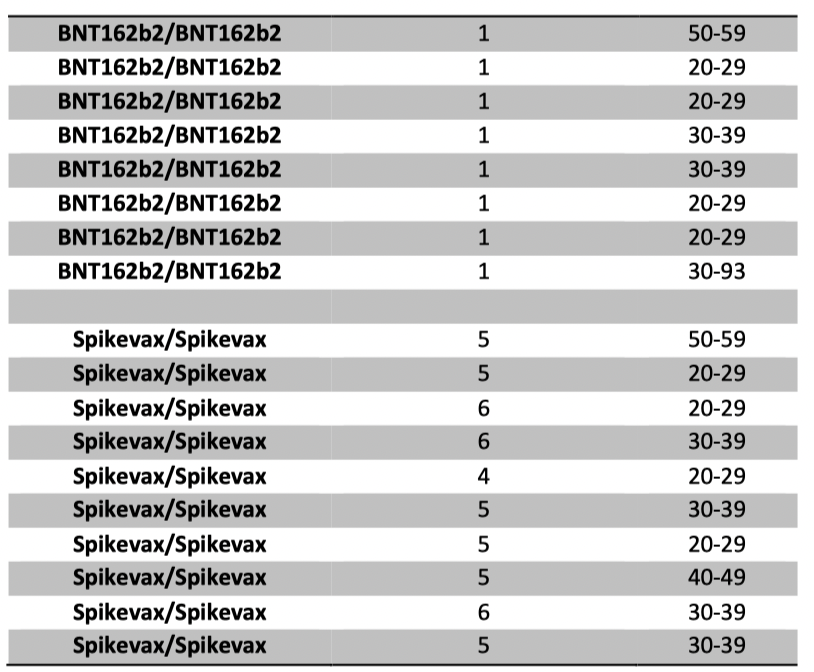 BNT162b2/BNT162b2 1 50-59
BNT162b2/BNT162b2 1 20-29
BNT162b2/BNT162b2 1 20-29
BNT162b2/BNT162b2 1 30-39
BNT162b2/BNT162b2 1 30-39
BNT162b2/BNT162b2 1 20-29
BNT162b2/BNT162b2 1 20-29
BNT162b2/BNT162b2 1 30-93
Spikevax/Spikevax 5 50-59
Spikevax/Spikevax 5 20-29
Spikevax/Spikevax 6 20-29
Spikevax/Spikevax 6 30-39
Spikevax/Spikevax 4 20-29
Spikevax/Spikevax 5 30-39
Spikevax/Spikevax 5 20-29
Spikevax/Spikevax 5 40-49
Spikevax/Spikevax 6 30-39
Spikevax/Spikevax 5 30-39